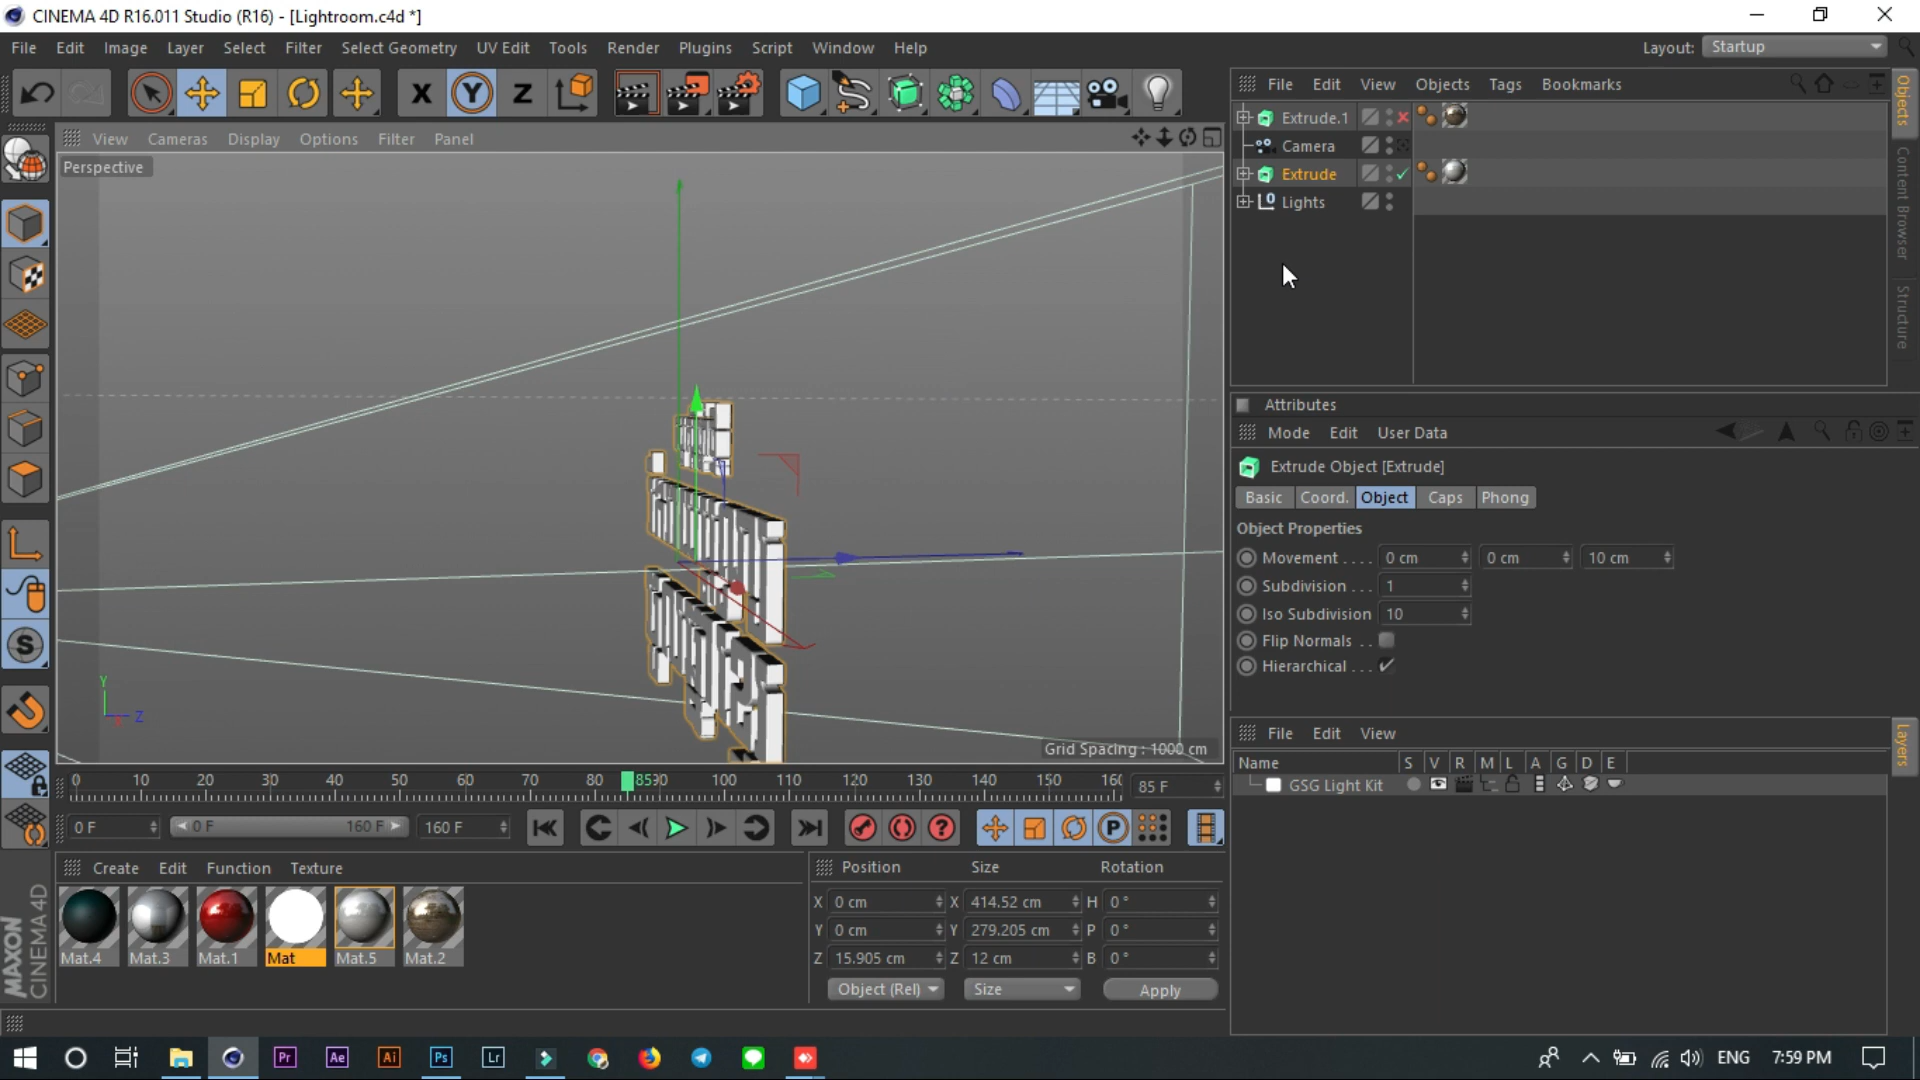 CINEMA 4D R16.011 Studio (R16) - [Lightroom.c4d *]
File Edit Image Layer Select Filter Select Geometry UV Edit Tools Render Plugins Script Window Help
Layout: Startup
X Y Z
File Edit View Objects Tags Bookmarks
Objects
Content Browser
Structure
View Cameras Display Options Filter Panel
Perspective
Extrude.1
Camera
Extrude
Lights
Attributes
Mode Edit User Data
Extrude Object [Extrude]
Basic Coord. Object Caps Phong
Object Properties
Movement . . . . 0 cm 0 cm 10 cm
Subdivision . . . 1
Iso Subdivision 10
Flip Normals . .
Hierarchical . . .
Y
Z
Grid Spacing : 1000 cm
0 10 20 30 40 50 60 70 80 85 90 100 110 120 130 140 150 160 85 F
0 F 0 F 160 F 160 F
File Edit View
Layers
Name S V R M L A G D E
GSG Light Kit
Create Edit Function Texture
Mat.4 Mat.3 Mat.1 Mat Mat.5 Mat.2
Position Size Rotation
X 0 cm X 414.52 cm H 0 °
Y 0 cm Y 279.205 cm P 0 °
Z 15.905 cm Z 12 cm B 0 °
Object (Rel) Size Apply
MAXON CINEMA 4D
Pr Ae Ai Ps Lr ENG 7:59 PM